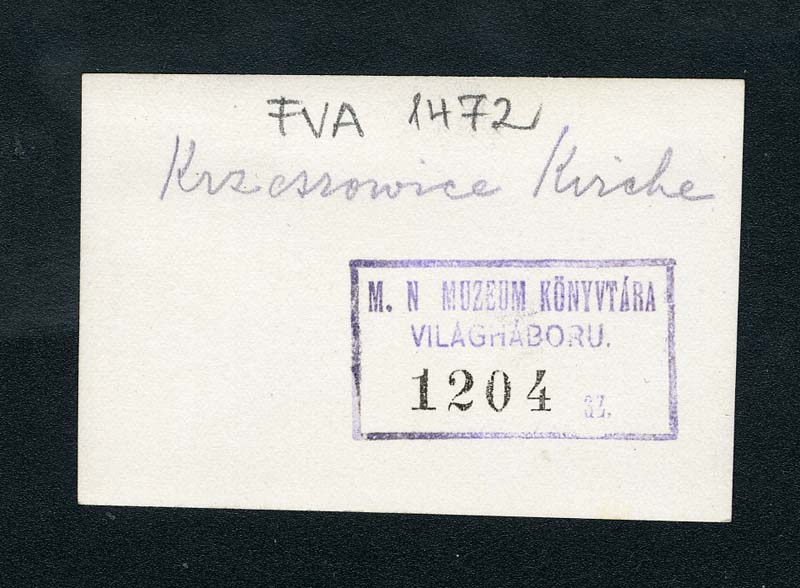 FVA 1472
Krzeszowice Kirche
M. N MUZEUM KÖNYVTÁRA
VILÁGHÁBORU.
1204 sz.